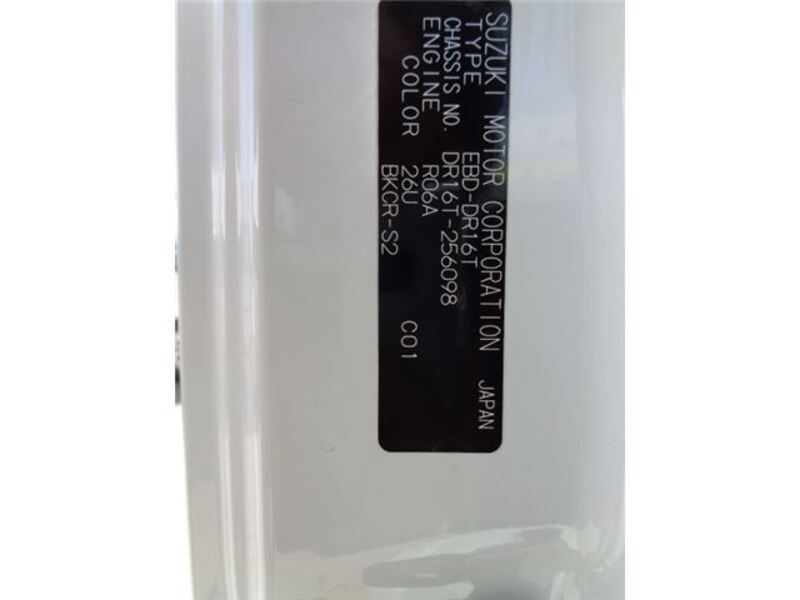 SUZUKI MOTOR CORPORATION JAPAN
TYPE EBD-DR16T
CHASSIS NO. DR16T-256098
ENGINE R06A
COLOR 26U C01
BKCR-S2